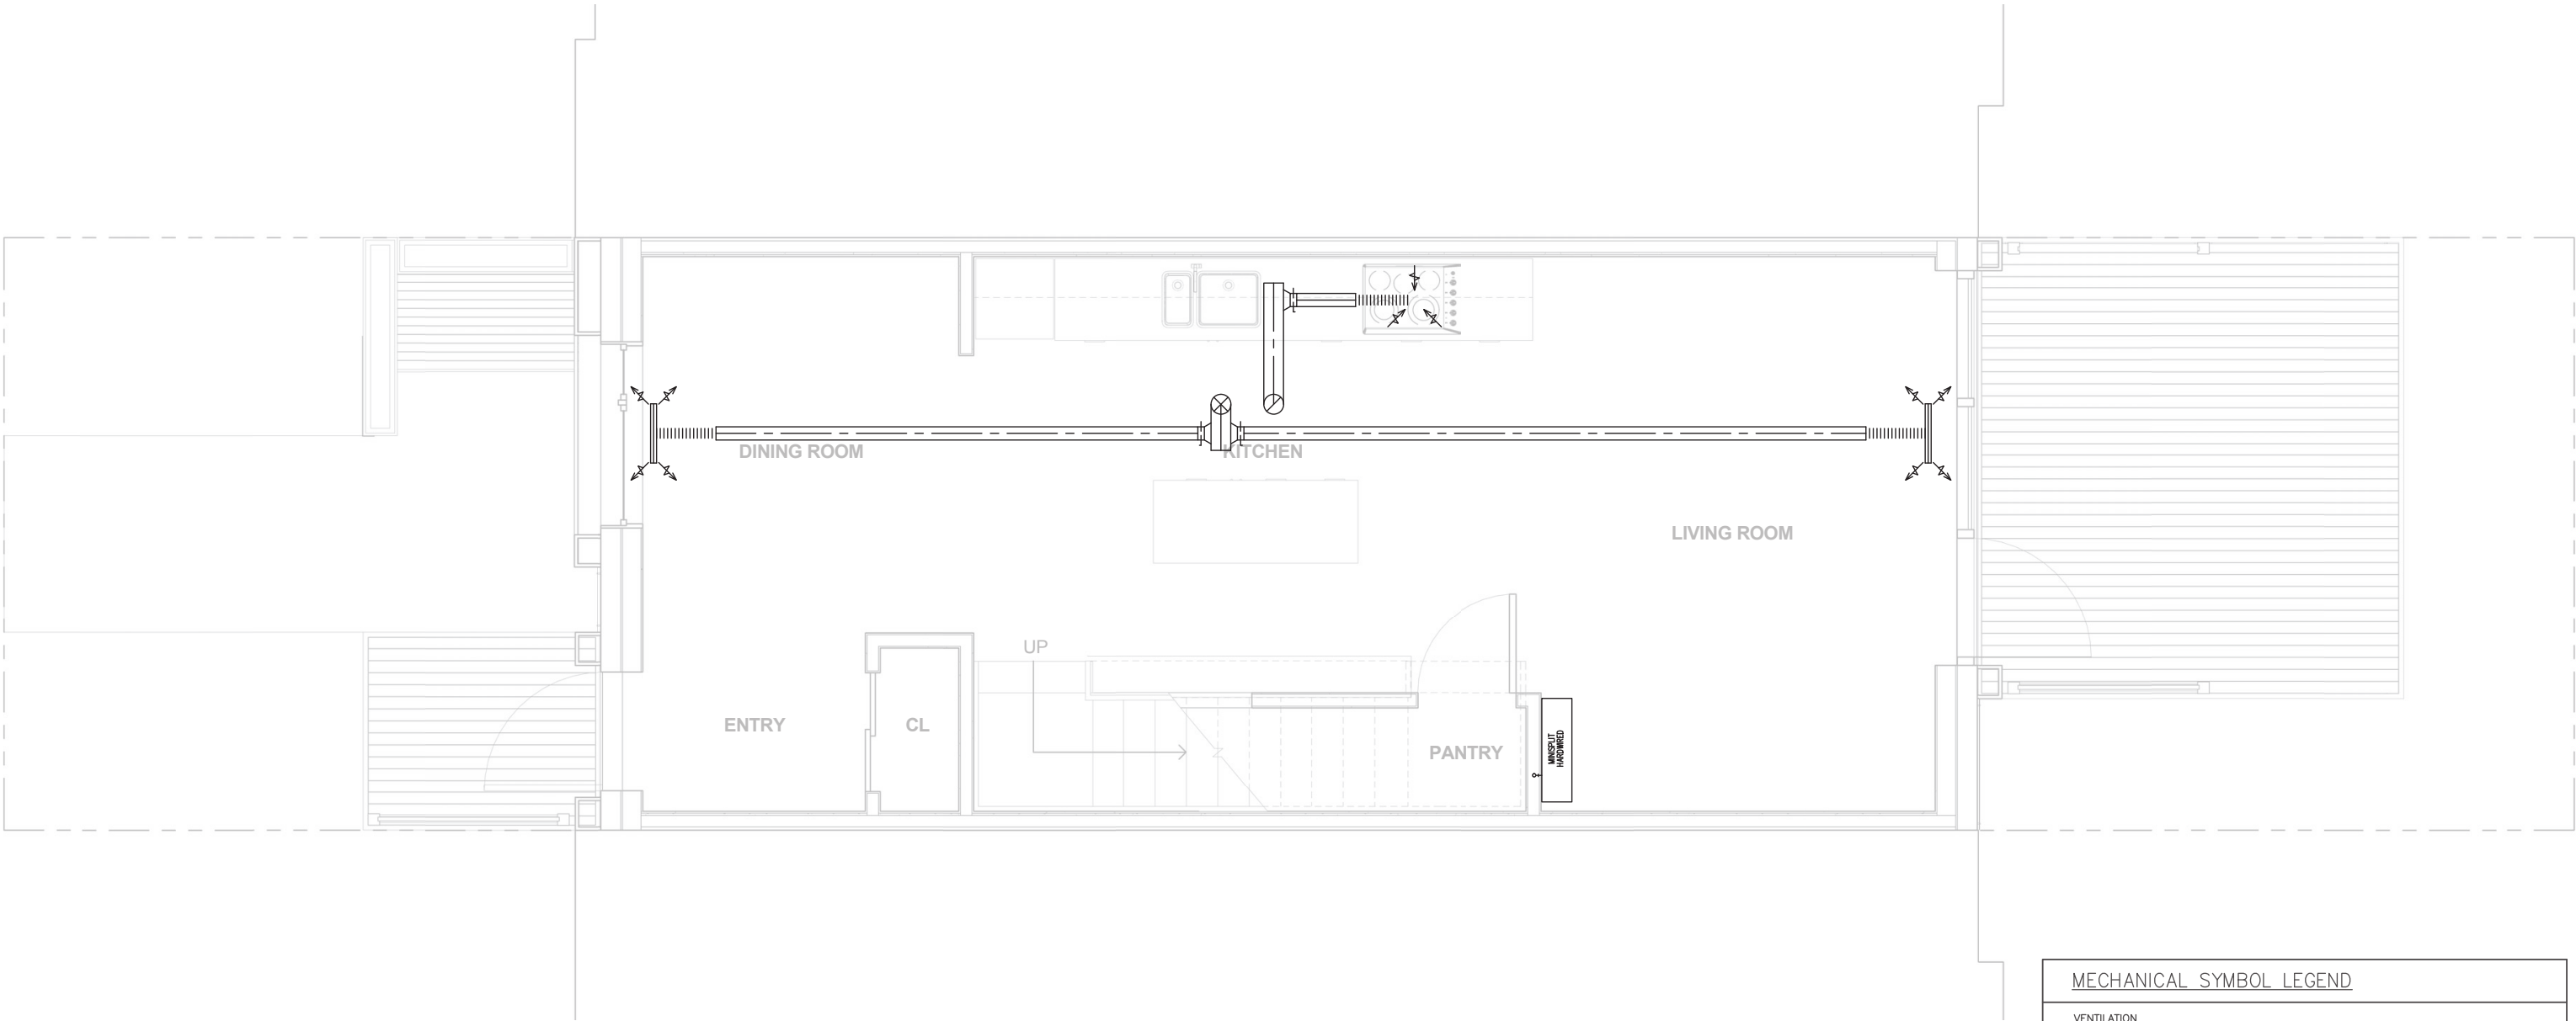 DINING ROOM
KITCHEN
LIVING ROOM
UP
ENTRY
CL
PANTRY
MINISPLIT
HARDWIRED
MECHANICAL SYMBOL LEGEND
VENTILATION